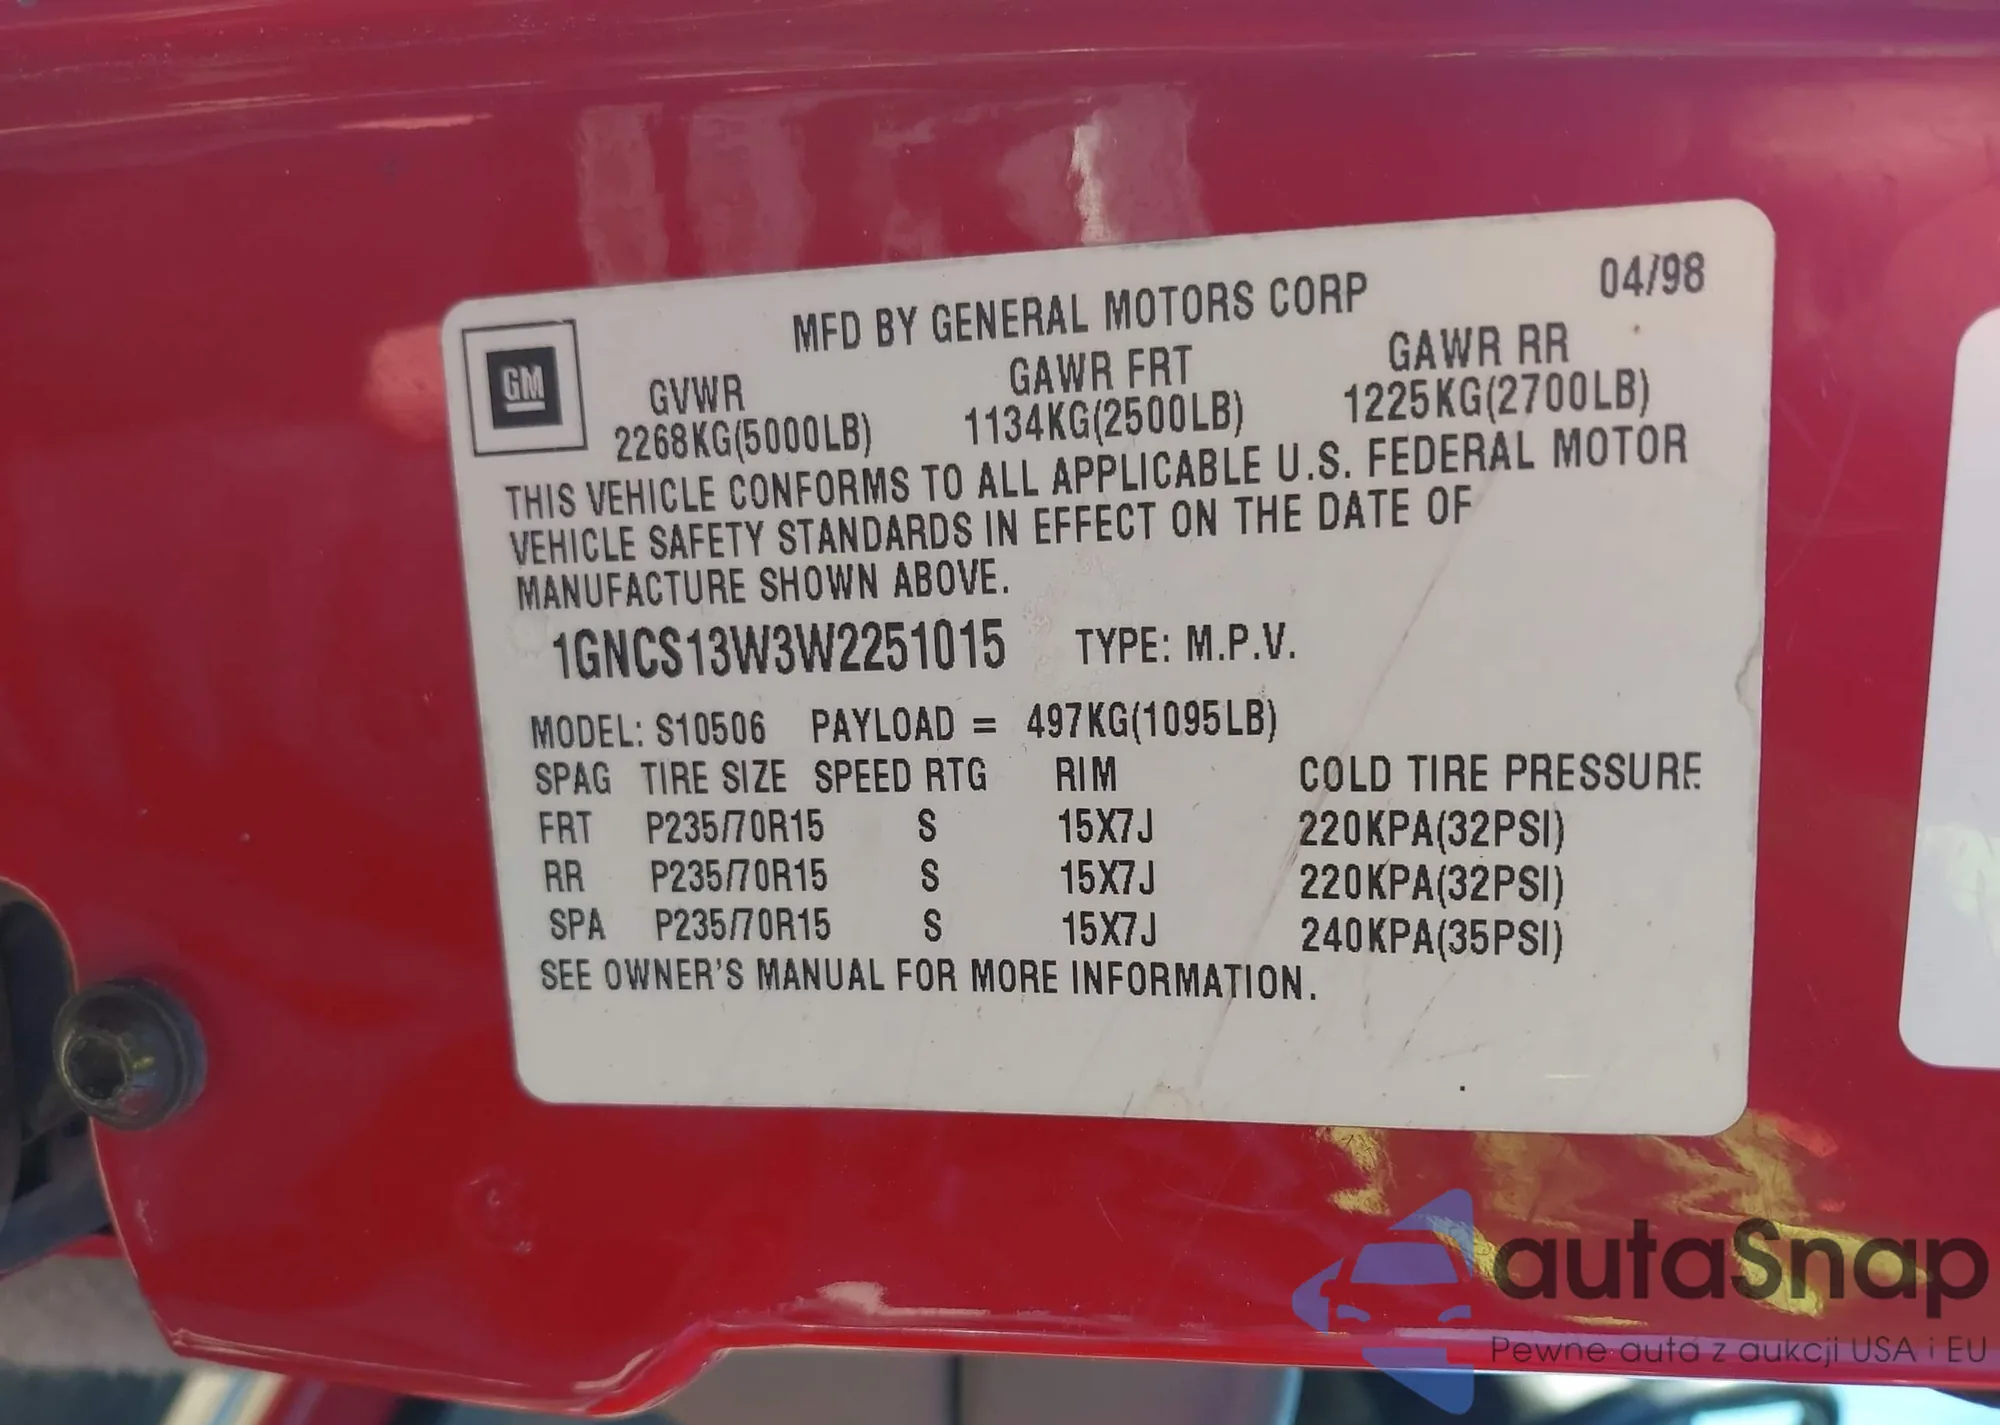 MFD BY GENERAL MOTORS CORP 04/98
GM
GVWR GAWR FRT GAWR RR
2268KG(5000LB) 1134KG(2500LB) 1225KG(2700LB)
THIS VEHICLE CONFORMS TO ALL APPLICABLE U.S. FEDERAL MOTOR
VEHICLE SAFETY STANDARDS IN EFFECT ON THE DATE OF
MANUFACTURE SHOWN ABOVE.
1GNCS13W3W2251015 TYPE: M.P.V.
MODEL: S10506 PAYLOAD = 497KG(1095LB)
SPAG TIRE SIZE SPEED RTG RIM COLD TIRE PRESSURE
FRT P235/70R15 S 15X7J 220KPA(32PSI)
RR P235/70R15 S 15X7J 220KPA(32PSI)
SPA P235/70R15 S 15X7J 240KPA(35PSI)
SEE OWNER'S MANUAL FOR MORE INFORMATION.
autaSnap
Pewne auta z aukcji USA i EU